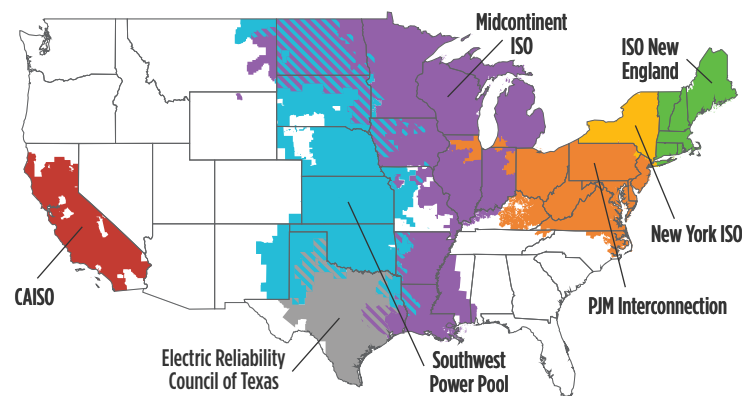 Midcontinent
ISO
ISO New
England
New York ISO
PJM Interconnection
CAISO
Electric Reliability
Council of Texas
Southwest
Power Pool